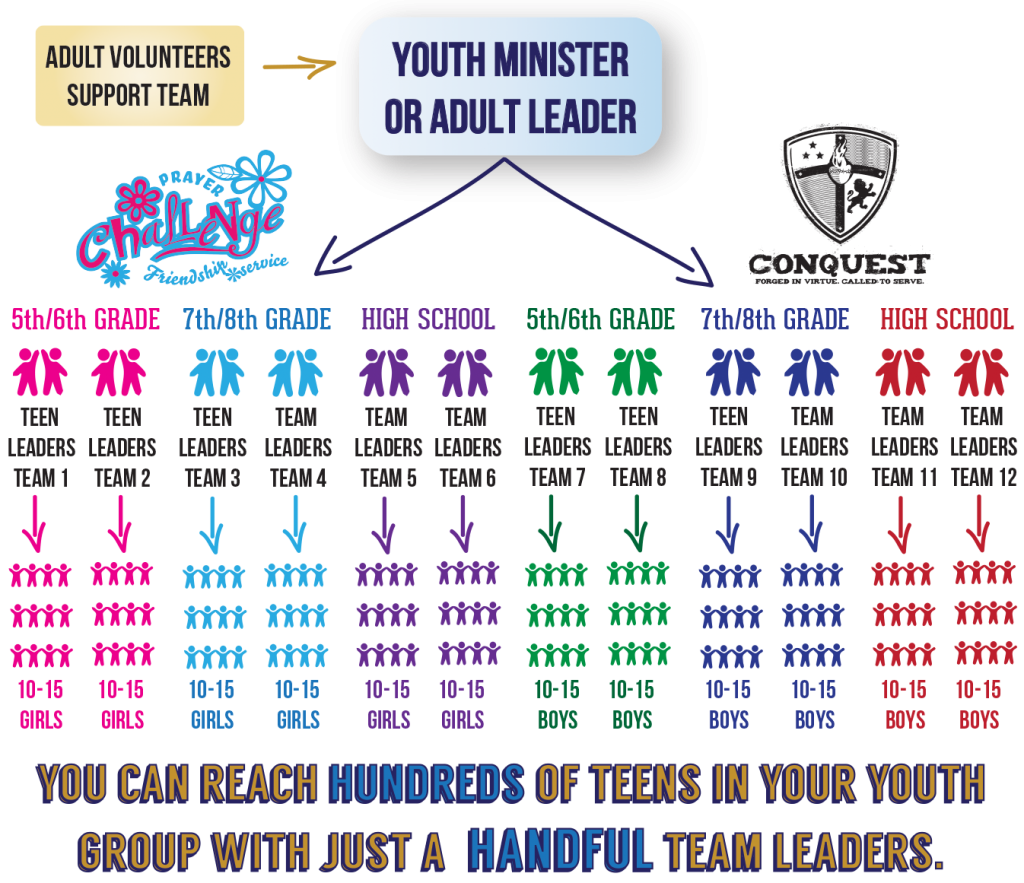 ADULT VOLUNTEERS
SUPPORT TEAM
YOUTH MINISTER
OR ADULT LEADER
PRAYER
Challenge
Friendship service
CONQUEST
FORGED IN VIRTUE. CALLED TO SERVE.
5th/6th GRADE 7th/8th GRADE HIGH SCHOOL 5th/6th GRADE 7th/8th GRADE HIGH SCHOOL
TEEN TEEN TEEN TEAM TEAM TEAM TEEN TEEN TEEN TEAM TEAM TEAM
LEADERS LEADERS LEADERS LEADERS LEADERS LEADERS LEADERS LEADERS LEADERS LEADERS LEADERS LEADERS
TEAM 1 TEAM 2 TEAM 3 TEAM 4 TEAM 5 TEAM 6 TEAM 7 TEAM 8 TEAM 9 TEAM 10 TEAM 11 TEAM 12
10-15 10-15 10-15 10-15 10-15 10-15 10-15 10-15 10-15 10-15 10-15 10-15
GIRLS GIRLS GIRLS GIRLS GIRLS GIRLS BOYS BOYS BOYS BOYS BOYS BOYS
YOU CAN REACH HUNDREDS OF TEENS IN YOUR YOUTH
GROUP WITH JUST A HANDFUL TEAM LEADERS.